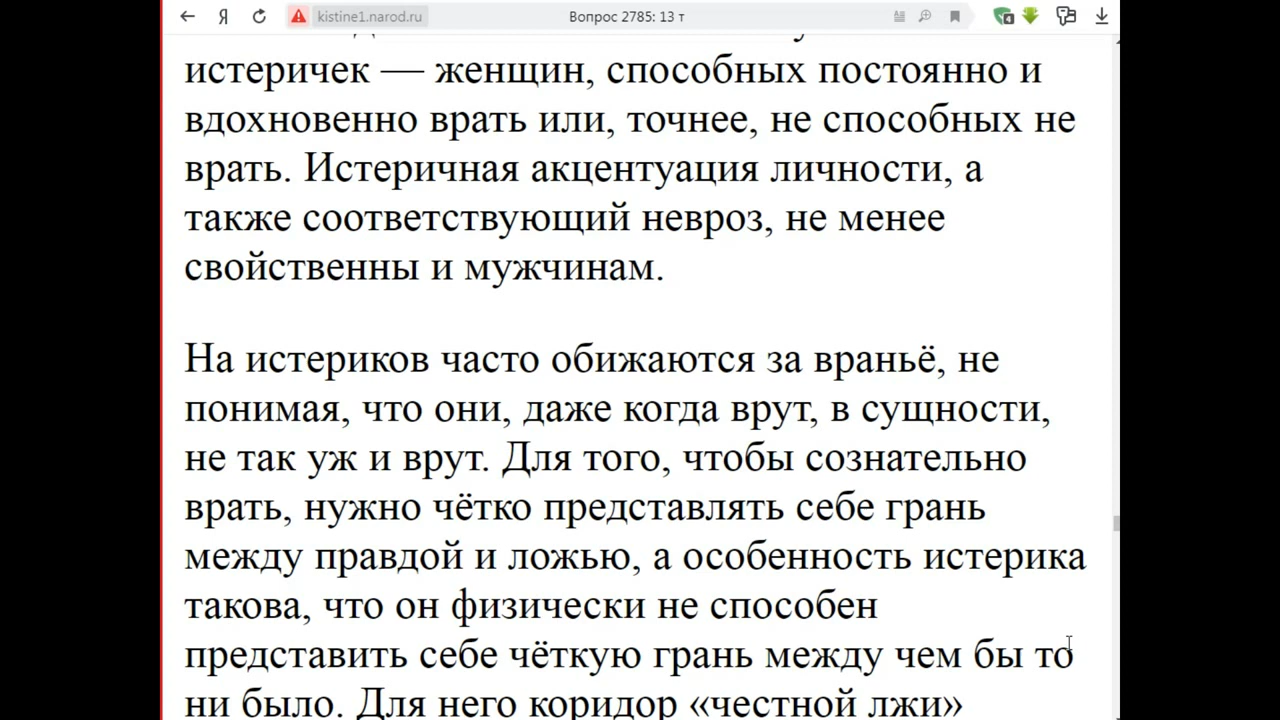 Я kistine1.narod.ru Вопрос 2785: 13 т 4
истеричек — женщин, способных постоянно и
вдохновенно врать или, точнее, не способных не
врать. Истеричная акцентуация личности, а
также соответствующий невроз, не менее
свойственны и мужчинам.
На истериков часто обижаются за враньё, не
понимая, что они, даже когда врут, в сущности,
не так уж и врут. Для того, чтобы сознательно
врать, нужно чётко представлять себе грань
между правдой и ложью, а особенность истерика
такова, что он физически не способен
представить себе чёткую грань между чем бы то
ни было. Для него коридор «честной лжи»